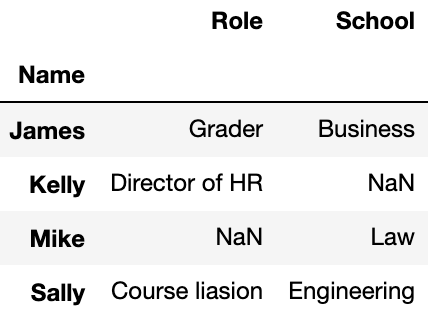 Role School
Name
James Grader Business
Kelly Director of HR NaN
Mike NaN Law
Sally Course liasion Engineering